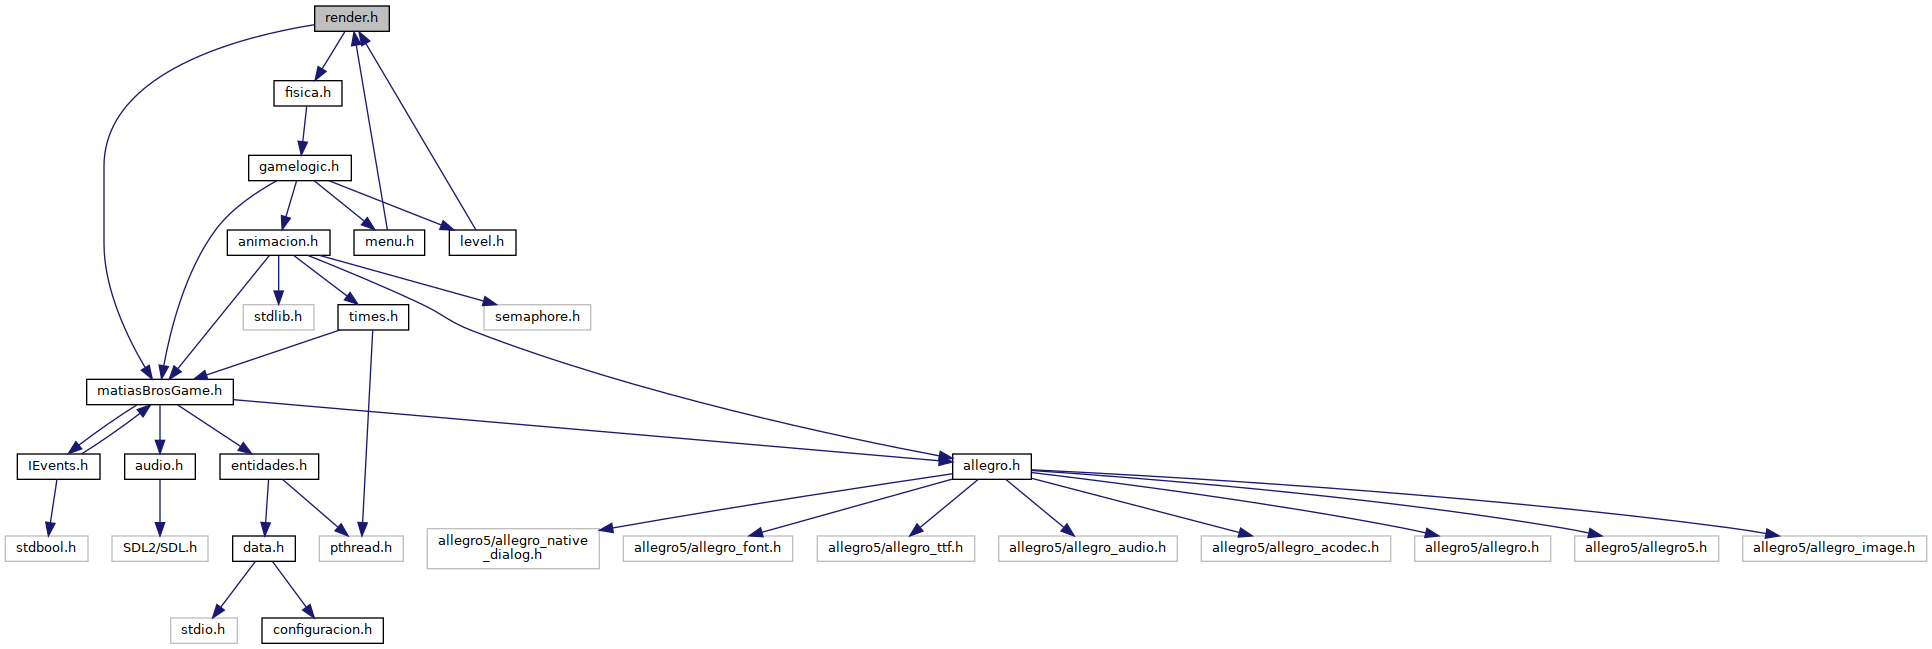 render.h
fisica.h
gamelogic.h
animacion.h
menu.h
level.h
stdlib.h
times.h
semaphore.h
matiasBrosGame.h
IEvents.h
audio.h
entidades.h
allegro.h
stdbool.h
SDL2/SDL.h
data.h
pthread.h
allegro5/allegro_native
_dialog.h
allegro5/allegro_font.h
allegro5/allegro_ttf.h
allegro5/allegro_audio.h
allegro5/allegro_acodec.h
allegro5/allegro.h
allegro5/allegro5.h
allegro5/allegro_image.h
stdio.h
configuracion.h